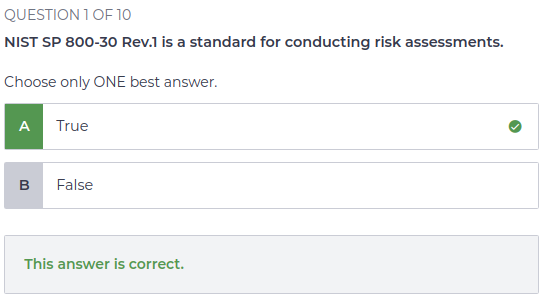 QUESTION 1 OF 10
NIST SP 800-30 Rev.1 is a standard for conducting risk assessments.
Choose only ONE best answer.
A True
B False
This answer is correct.